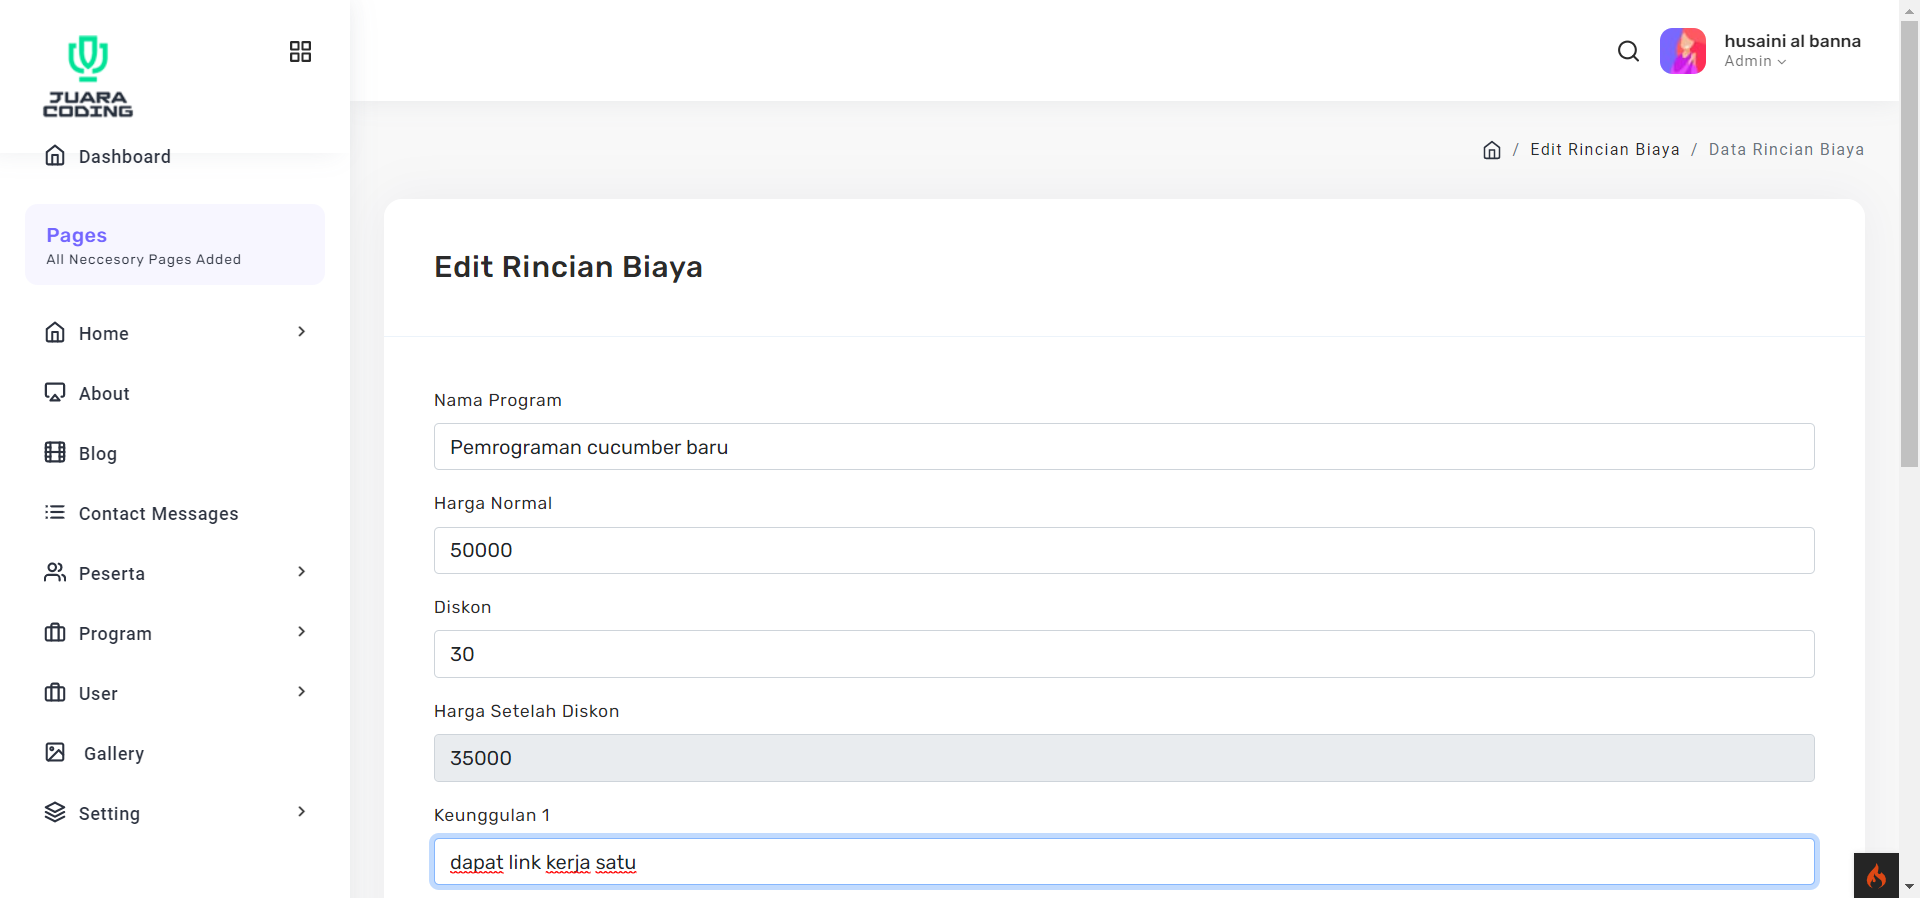 JUARA
CODING
husaini al banna
Admin
Dashboard
/ Edit Rincian Biaya / Data Rincian Biaya
Pages
All Neccesory Pages Added
Home
About
Blog
Contact Messages
Peserta
Program
User
Gallery
Setting
Edit Rincian Biaya
Nama Program
Pemrograman cucumber baru
Harga Normal
50000
Diskon
30
Harga Setelah Diskon
35000
Keunggulan 1
dapat link kerja satu